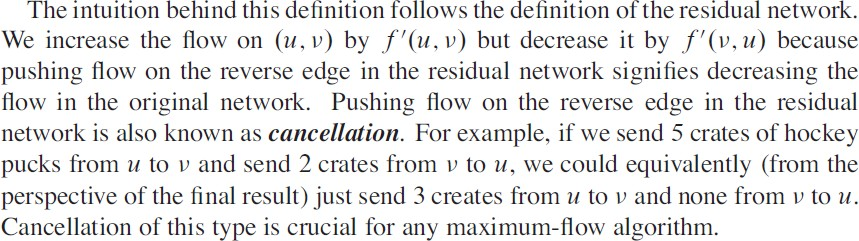 The intuition behind this definition follows the definition of the residual network.
We increase the flow on (u, v) by f′(u, v) but decrease it by f′(v, u) because
pushing flow on the reverse edge in the residual network signifies decreasing the
flow in the original network. Pushing flow on the reverse edge in the residual
network is also known as cancellation. For example, if we send 5 crates of hockey
pucks from u to v and send 2 crates from v to u, we could equivalently (from the
perspective of the final result) just send 3 creates from u to v and none from v to u.
Cancellation of this type is crucial for any maximum-flow algorithm.